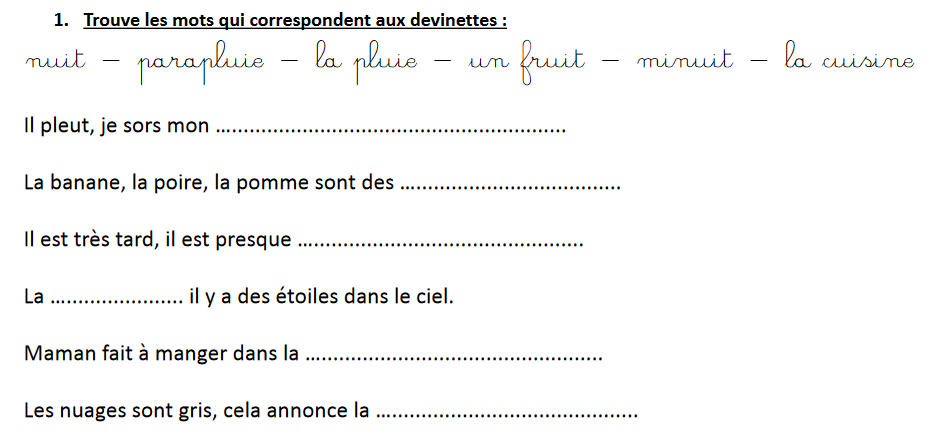 1. Trouve les mots qui correspondent aux devinettes :
nuit – parapluie – la pluie – un fruit – minuit – la cuisine
Il pleut, je sors mon ................................................................
La banane, la poire, la pomme sont des ........................................
Il est très tard, il est presque ....................................................
La ........................ il y a des étoiles dans le ciel.
Maman fait à manger dans la ......................................................
Les nuages sont gris, cela annonce la ................................................